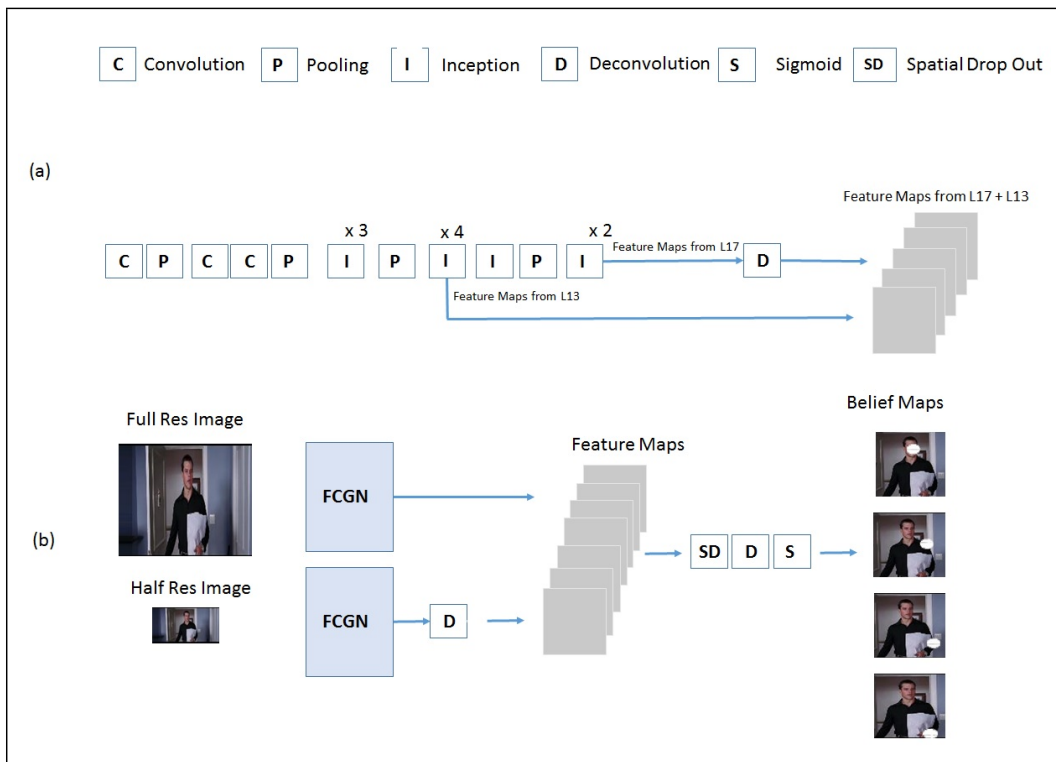 C Convolution P Pooling I Inception D Deconvolution S Sigmoid SD Spatial Drop Out
(a)
Feature Maps from L17 + L13
x 3 x 4 x 2
C P C C P I P I I P I Feature Maps from L17 D
Feature Maps from L13
Belief Maps
Full Res Image
Feature Maps
FCGN
(b)
SD D S
Half Res Image
FCGN D